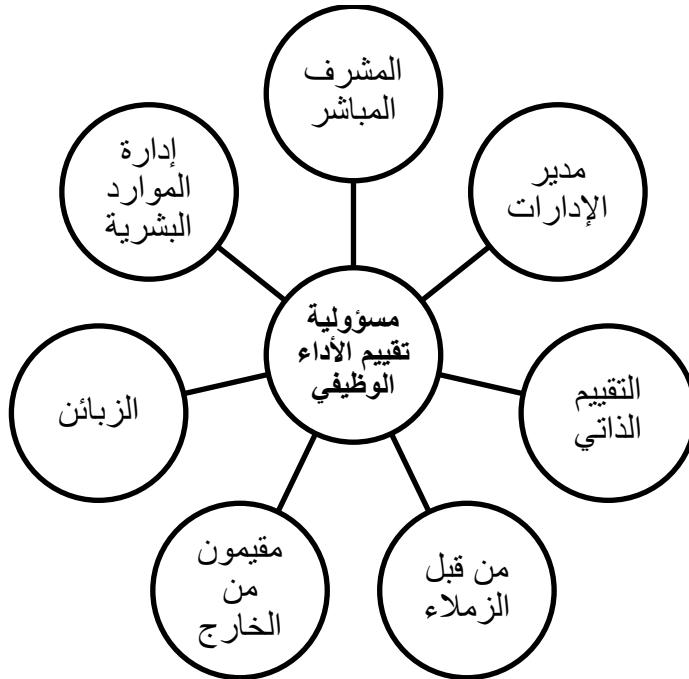 المشرف
المباشر
مدير
الإدارات
التقييم
الذاتي
من قبل
الزملاء
مقيمون
من
الخارج
الزبائن
إدارة
الموارد
البشرية
مسؤولية
تقييم الأداء
الوظيفي